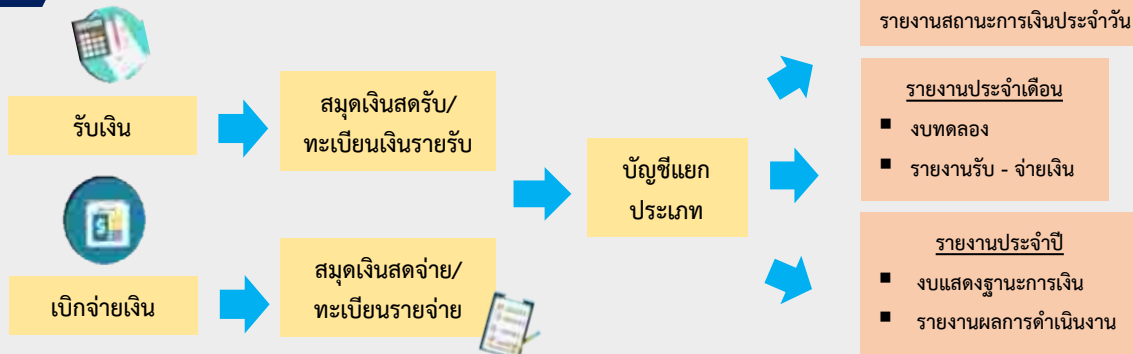 รับเงิน
สมุดเงินสดรับ/
ทะเบียนเงินรายรับ
เบิกจ่ายเงิน
สมุดเงินสดจ่าย/
ทะเบียนรายจ่าย
บัญชีแยก
ประเภท
รายงานสถานะการเงินประจำวัน
รายงานประจำเดือน
▪ งบทดลอง
▪ รายงานรับ - จ่ายเงิน
รายงานประจำปี
▪ งบแสดงฐานะการเงิน
▪ รายงานผลการดำเนินงาน